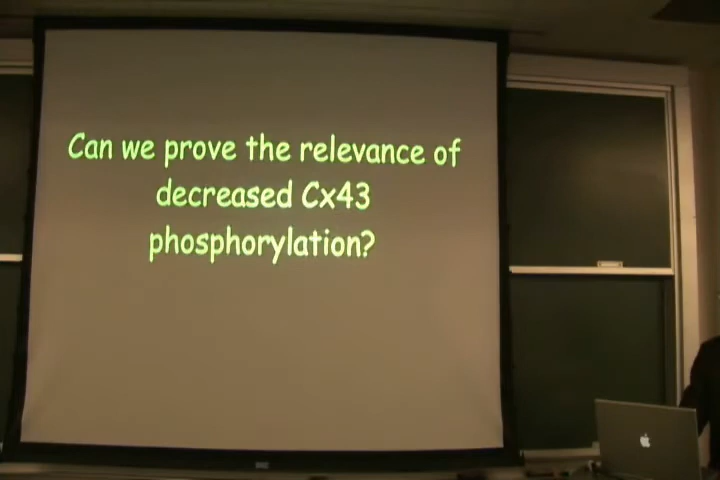 Can we prove the relevance of
decreased Cx43
phosphorylation?